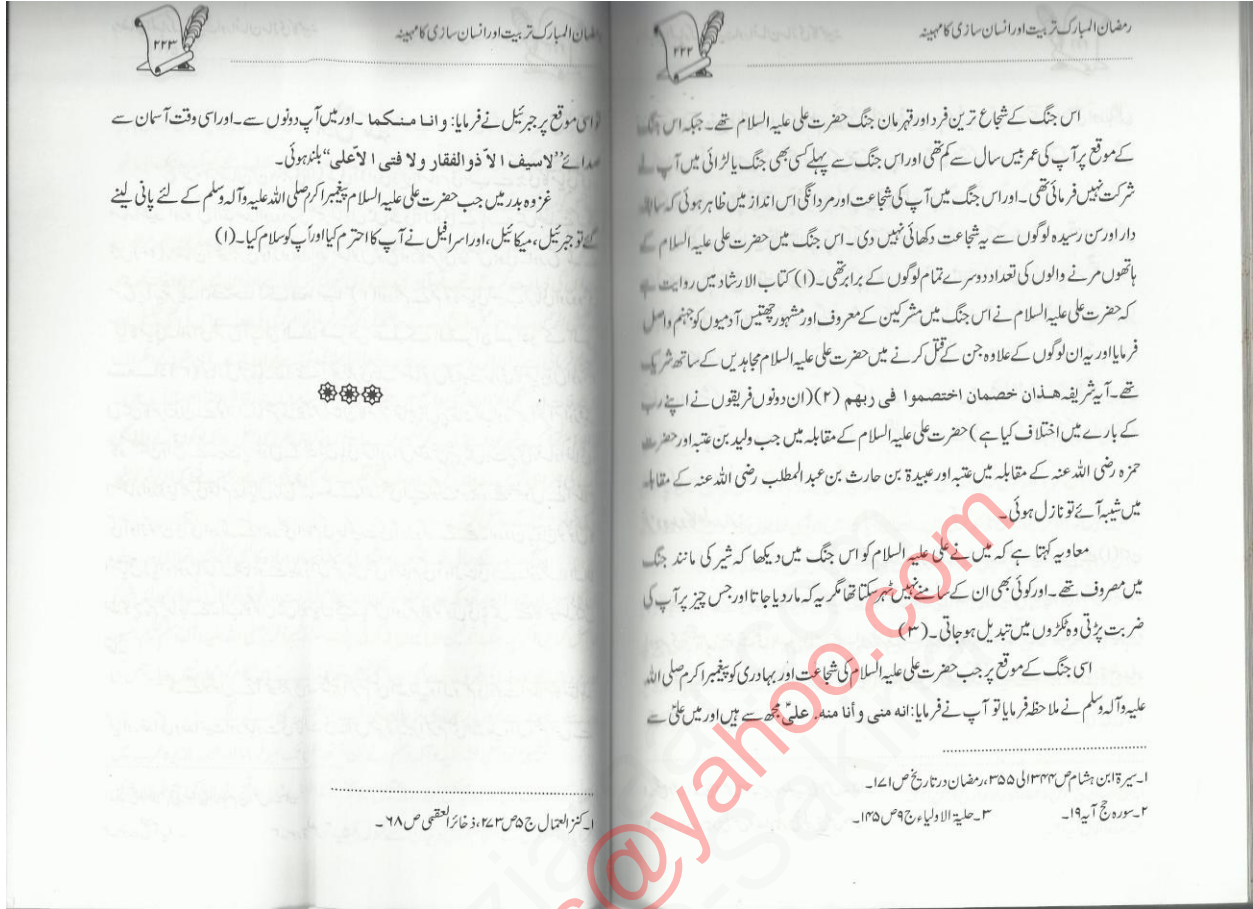 رمضان المبارک تربیت اور انسان سازی کا مہینہ
۲۲۲
اس جنگ کے شجاع ترین فرد اور قہرمان جنگ حضرت علی علیہ السلام تھے۔ جبکہ اس جنگ
کے موقع پر آپ کی عمر بیس سال سے کم تھی اور اس جنگ سے پہلے کسی بھی جنگ یا لڑائی میں آپ نے
شرکت نہیں فرمائی تھی۔ اور اس جنگ میں آپ کی شجاعت اور مردانگی اس انداز میں ظاہر ہوئی کہ سابقہ
دار اور سن رسیدہ لوگوں سے یہ شجاعت دکھائی نہیں دی۔ اس جنگ میں حضرت علی علیہ السلام کے
ہاتھوں مرنے والوں کی تعداد دوسرے تمام لوگوں کے برابر تھی۔ (۱) کتاب الارشاد میں روایت ہے
کہ حضرت علی علیہ السلام نے اس جنگ میں مشرکین کے معروف اور مشہور چھتیس آدمیوں کو جہنم واصل
فرمایا اور یہ ان لوگوں کے علاوہ جن کے قتل کرنے میں حضرت علی علیہ السلام مجاہدیں کے ساتھ شریک
تھے۔ آیہ شریفہ هذان خصمان اختصموا فی ربهم (۲) (ان دونوں فریقوں نے اپنے رب
کے بارے میں اختلاف کیا ہے) حضرت علی علیہ السلام کے مقابلہ میں جب ولید بن عتبہ اور حضرت
حمزہ رضی اللہ عنہ کے مقابلہ میں عتبہ اور عبیدۃ بن حارث بن عبد المطلب رضی اللہ عنہ کے مقابلہ
میں شیبہ آئے تو نازل ہوئی۔
معاویہ کہتا ہے کہ میں نے علی علیہ السلام کو اس جنگ میں دیکھا کہ شیر کی مانند جنگ
میں مصروف تھے۔ اور کوئی بھی ان کے سامنے نہیں ٹہر سکتا تھا مگر یہ کہ مار دیا جاتا اور جس چیز پر آپ کی
ضربت پڑتی وہ ٹکڑوں میں تبدیل ہو جاتی۔ (۳)
اسی جنگ کے موقع پر جب حضرت علی علیہ السلام کی شجاعت اور بہادری کو پیغمبر اکرم صلی اللہ
علیہ وآلہ وسلم نے ملاحظہ فرمایا تو آپ نے فرمایا: انه منی و أنا منه. علیؑ مجھ سے ہیں اور میں علیؑ سے
۱۔ سیرۃ ابن ہشام ص ۳۴۴ الی ۳۵۵، رمضان در تاریخ ص ۱۷۱۔
۲۔ سورہ حج آیہ ۱۹۔ ۳۔ حلیۃ الاولیاء ج ۹ ص ۱۴۵۔
رمضان المبارک تربیت اور انسان سازی کا مہینہ
۲۲۳
تو اسی موقع پر جبرئیل نے فرمایا: و انا منکما۔ اور میں آپ دونوں سے۔ اور اسی وقت آسمان سے
صدائے ”لا سیف الاّ ذوالفقار ولا فتی الاّ علی“ بلند ہوئی۔
غزوہ بدر میں جب حضرت علی علیہ السلام پیغمبر اکرم صلی اللہ علیہ وآلہ وسلم کے لئے پانی لینے
گئے تو جبرئیل، میکائیل، اور اسرافیل نے آپ کا احترم کیا اور آپ کو سلام کیا۔ (۱)
۱۔ کنز العمال ج ۵ ص ۲۷۳، ذخائر العقبی ص ۶۸۔
@yahoo.com